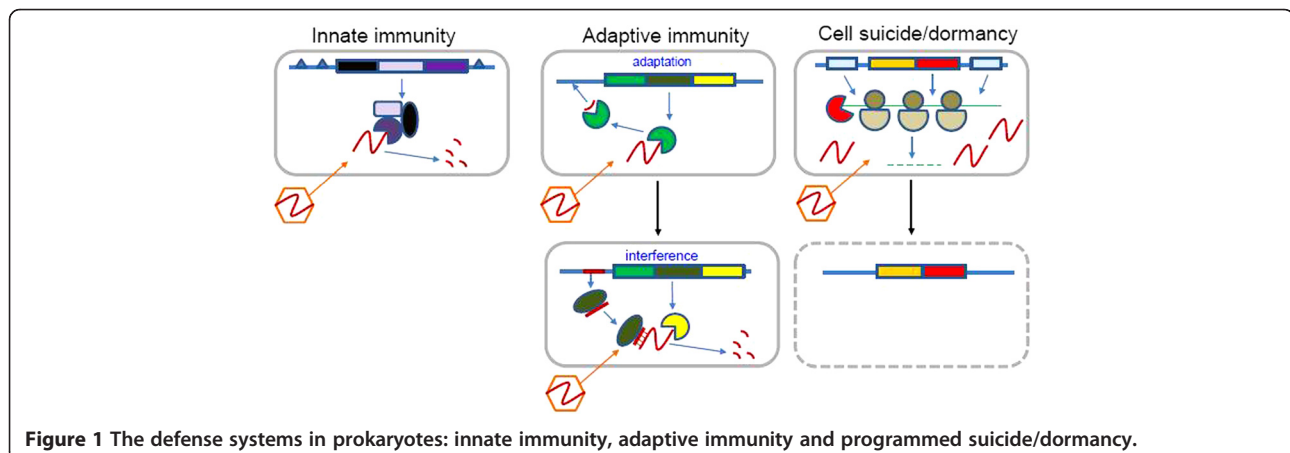 Innate immunity
Adaptive immunity
Cell suicide/dormancy
adaptation
interference
Figure 1 The defense systems in prokaryotes: innate immunity, adaptive immunity and programmed suicide/dormancy.